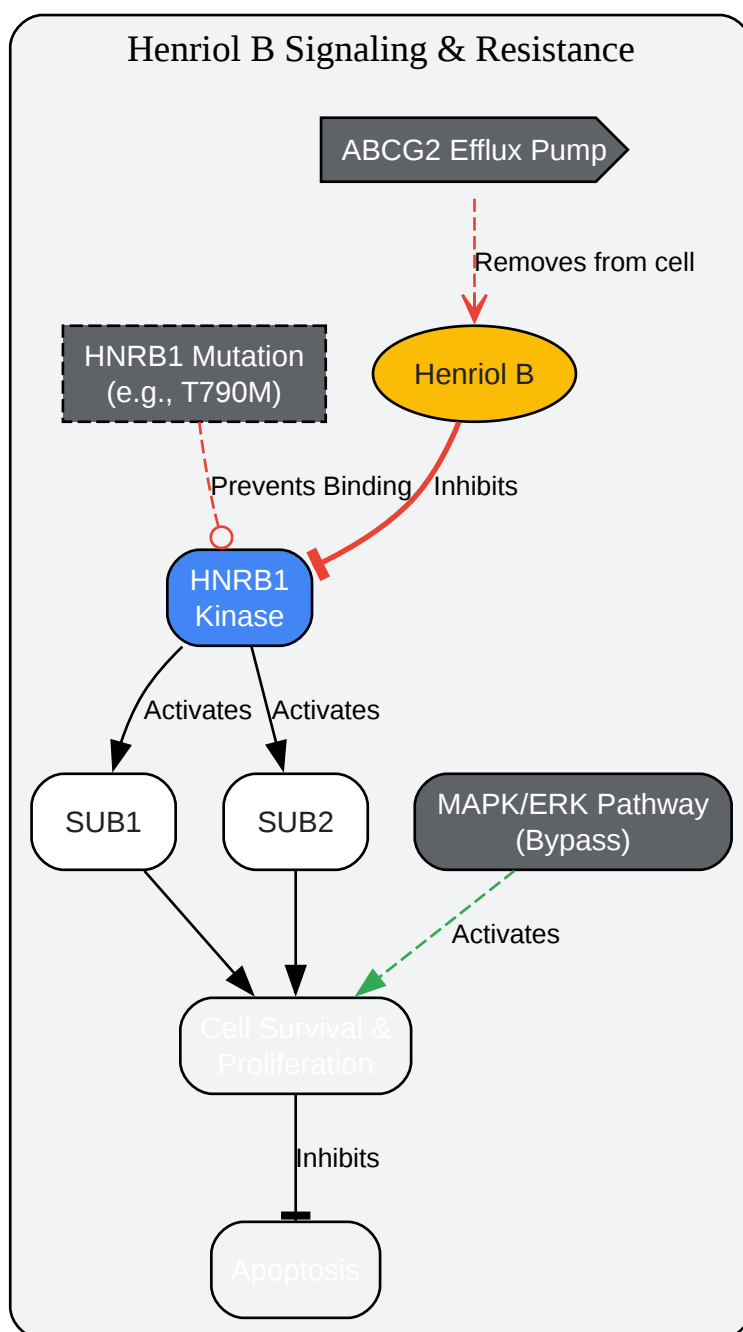 Henriol B Signaling & Resistance
ABCG2 Efflux Pump
Removes from cell
HNRB1 Mutation
(e.g., T790M)
Henriol B
Prevents Binding
Inhibits
HNRB1
Kinase
Activates
Activates
SUB1
SUB2
MAPK/ERK Pathway
(Bypass)
Activates
Cell Survival &
Proliferation
Inhibits
Apoptosis